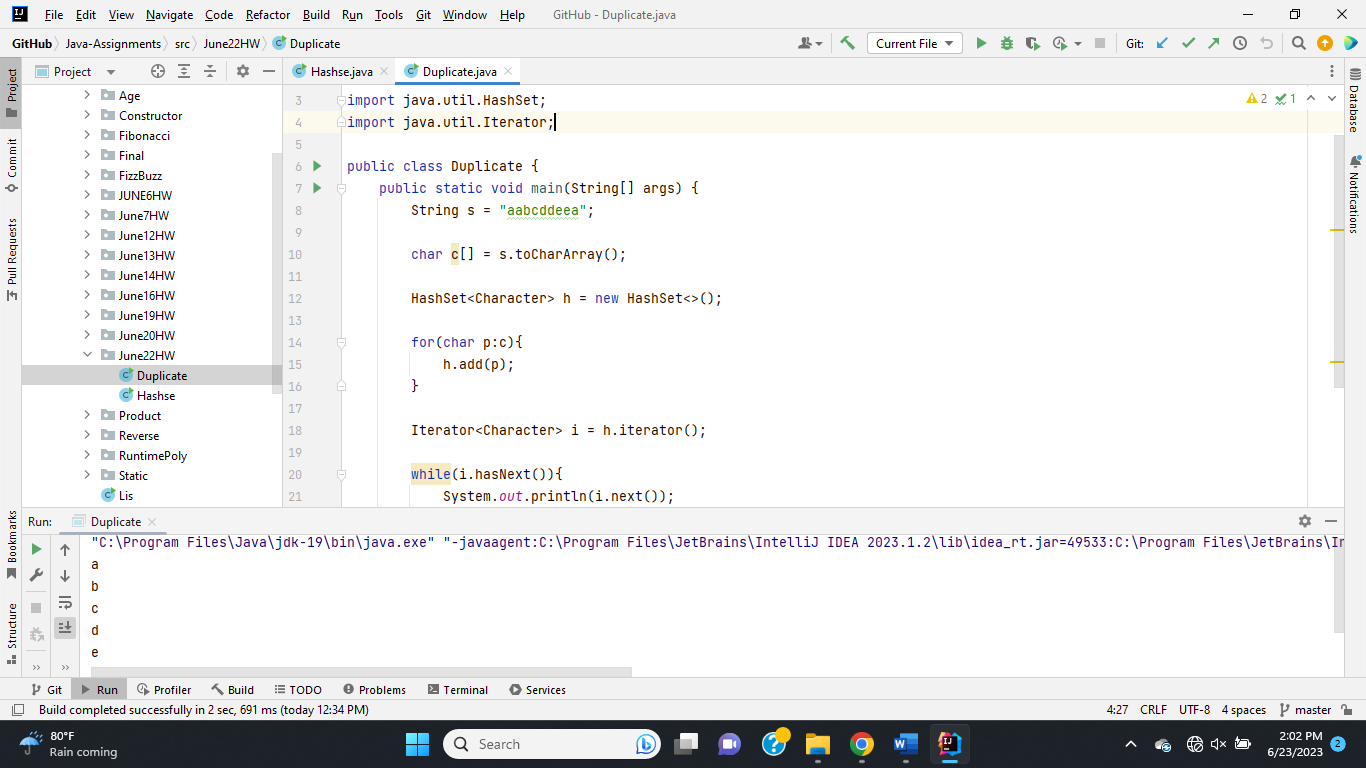 File Edit View Navigate Code Refactor Build Run Tools Git Window Help GitHub - Duplicate.java
GitHub Java-Assignments src June22HW Duplicate Current File Git:
Project
Hashse.java Duplicate.java
Age
Constructor
Fibonacci
Final
FizzBuzz
JUNE6HW
June7HW
June12HW
June13HW
June14HW
June16HW
June19HW
June20HW
June22HW
Duplicate
Hashse
Product
Reverse
RuntimePoly
Static
Lis
Project
Commit
Pull Requests
Bookmarks
Structure
2 1
3 import java.util.HashSet;
4 import java.util.Iterator;
5
6 public class Duplicate {
7 public static void main(String[] args) {
8 String s = "aabcddeea";
9
10 char c[] = s.toCharArray();
11
12 HashSet<Character> h = new HashSet<>();
13
14 for(char p:c){
15 h.add(p);
16 }
17
18 Iterator<Character> i = h.iterator();
19
20 while(i.hasNext()){
21 System.out.println(i.next());
Database
Notifications
Run: Duplicate
"C:\Program Files\Java\jdk-19\bin\java.exe" "-javaagent:C:\Program Files\JetBrains\IntelliJ IDEA 2023.1.2\lib\idea_rt.jar=49533:C:\Program Files\JetBrains\In
a
b
c
d
e
Git Run Profiler Build TODO Problems Terminal Services
Build completed successfully in 2 sec, 691 ms (today 12:34 PM) 4:27 CRLF UTF-8 4 spaces master
80°F
Rain coming
Search
2:02 PM
6/23/2023
2